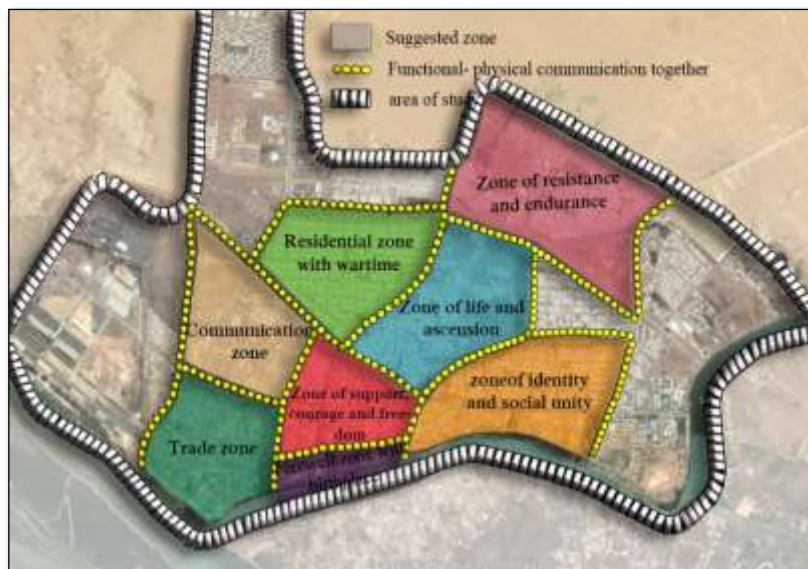 Suggested zone
Functional- physical communication together
area of
Zone of resistance
and endurance
Residential zone
with wartime
Zone of life and
ascension
Communication
zone
Zone of support,
courage and free-
dom
zoneof identity
and social unity
Trade zone
zone